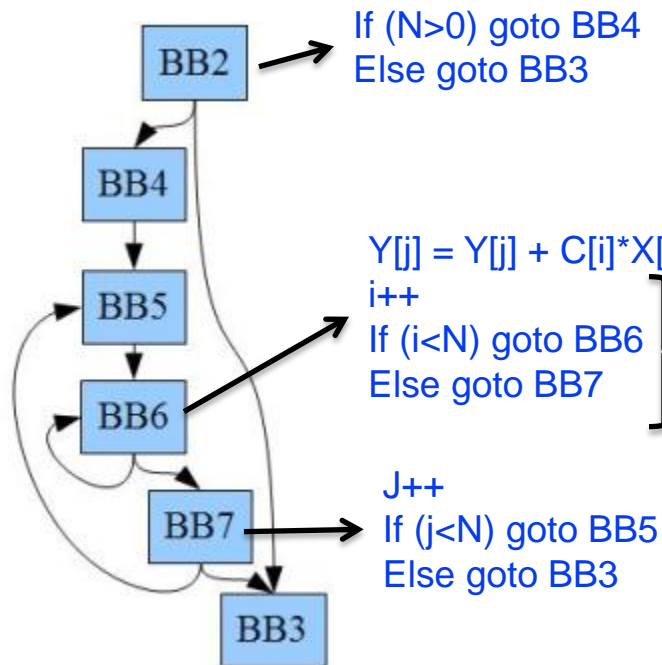 If (N>0) goto BB4
Else goto BB3
BB2
BB4
BB5
BB6
BB7
BB3
Y[j] = Y[j] + C[i]*X[
i++
If (i<N) goto BB6
Else goto BB7
J++
If (j<N) goto BB5
Else goto BB3